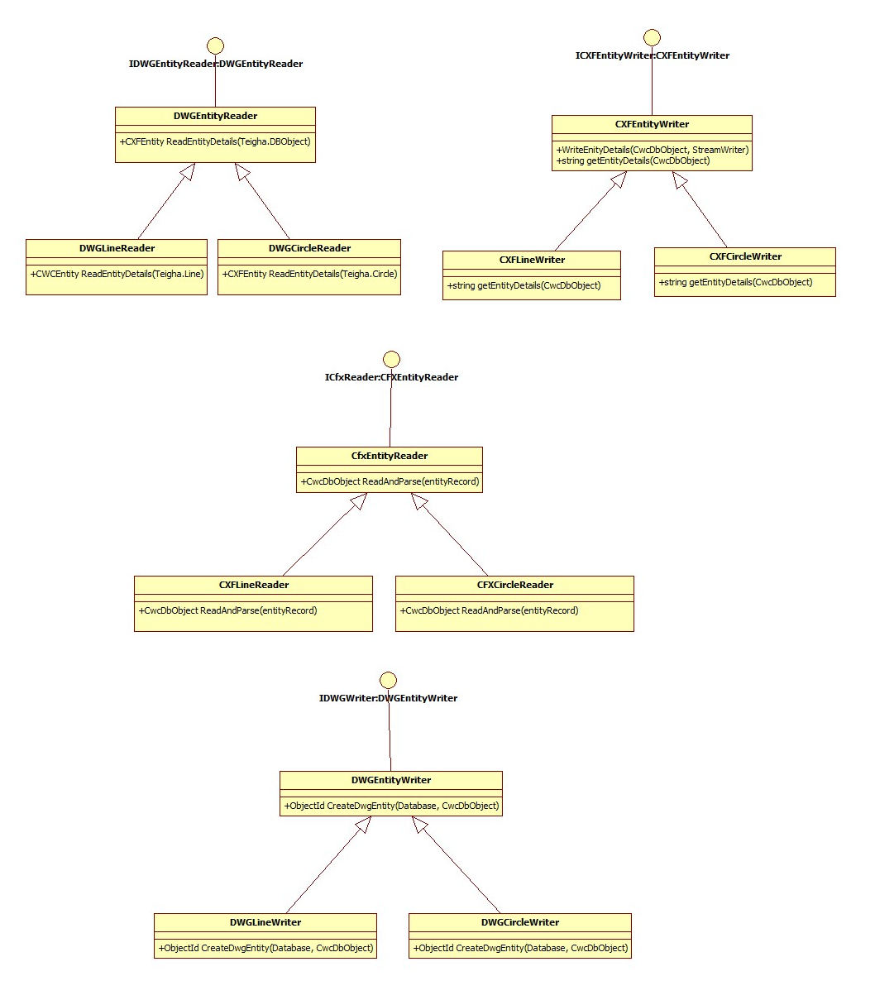 IDWGEntityReader:DWGEntityReader
DWGEntityReader
+CXFEntity ReadEntityDetails(Teigha.DBObject)
DWGLineReader
+CWCEntity ReadEntityDetails(Teigha.Line)
DWGCircleReader
+CXFEntity ReadEntityDetails(Teigha.Circle)
ICXFEntityWriter:CXFEntityWriter
CXFEntityWriter
+WriteEnityDetails(CwcDbObject, StreamWriter)
+string getEntityDetails(CwcDbObject)
CXFLineWriter
+string getEntityDetails(CwcDbObject)
CXFCircleWriter
+string getEntityDetails(CwcDbObject)
ICfxReader:CFXEntityReader
CfxEntityReader
+CwcDbObject ReadAndParse(entityRecord)
CXFLineReader
+CwcDbObject ReadAndParse(entityRecord)
CFXCircleReader
+CwcDbObject ReadAndParse(entityRecord)
IDWGWriter:DWGEntityWriter
DWGEntityWriter
+ObjectId CreateDwgEntity(Database, CwcDbObject)
DWGLineWriter
+ObjectId CreateDwgEntity(Database, CwcDbObject)
DWGCircleWriter
+ObjectId CreateDwgEntity(Database, CwcDbObject)